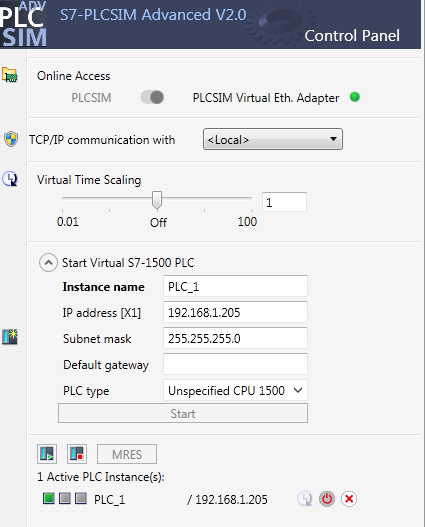 PLC ADV
SIM
S7-PLCSIM Advanced V2.0
Control Panel
Online Access
PLCSIM PLCSIM Virtual Eth. Adapter
TCP/IP communication with <Local>
Virtual Time Scaling
1
0.01 Off 100
Start Virtual S7-1500 PLC
Instance name PLC_1
IP address [X1] 192.168.1.205
Subnet mask 255.255.255.0
Default gateway
PLC type Unspecified CPU 1500
Start
MRES
1 Active PLC Instance(s):
PLC_1 / 192.168.1.205